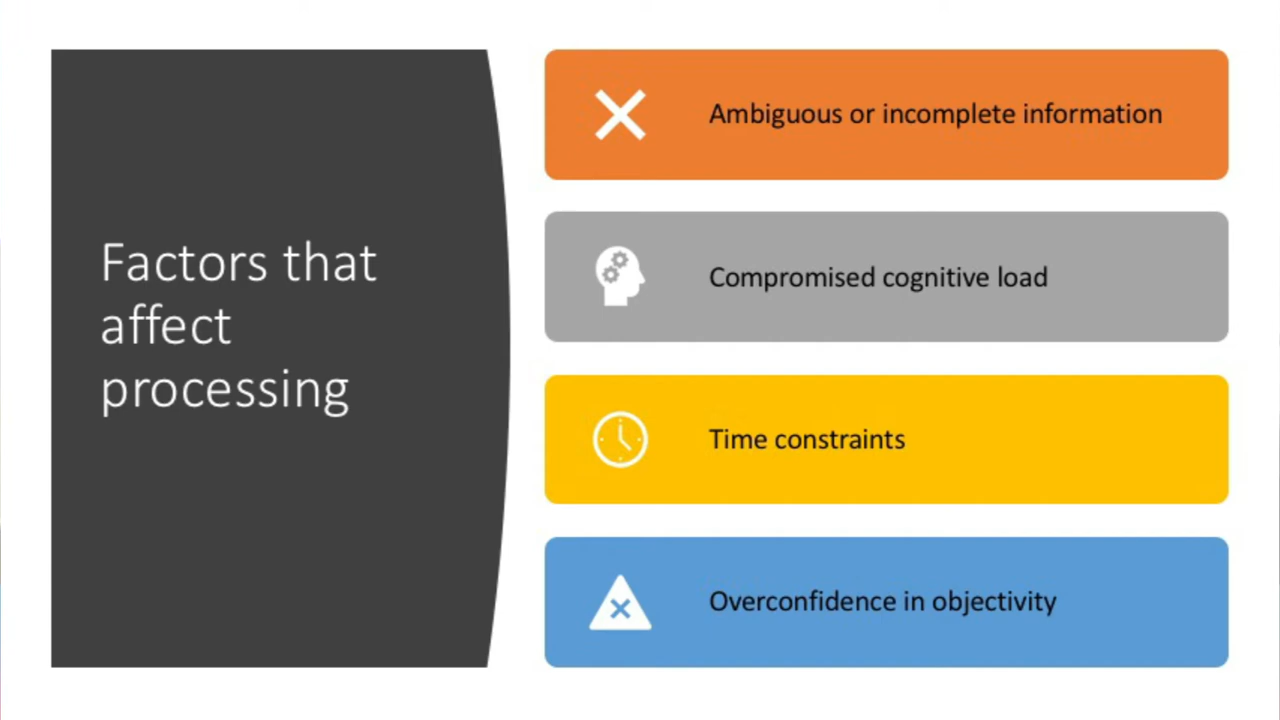 Factors that
affect
processing
Ambiguous or incomplete information
Compromised cognitive load
Time constraints
Overconfidence in objectivity